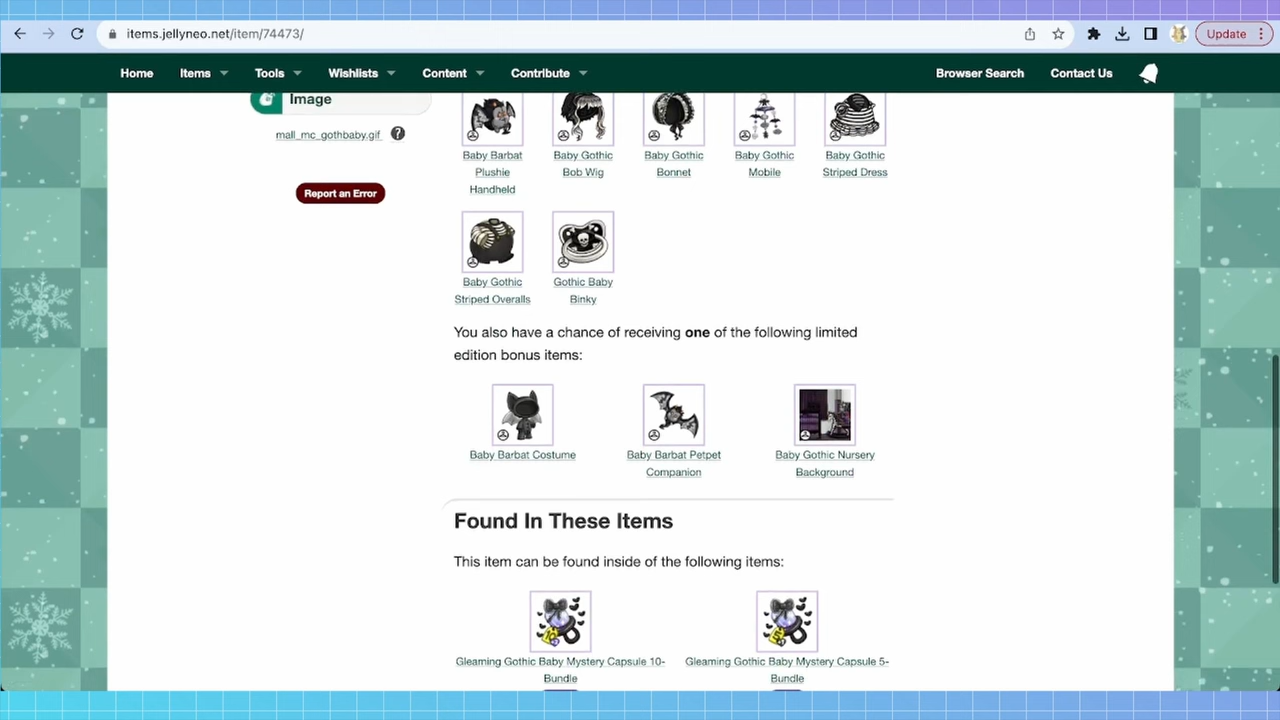 items.jellyneo.net/item/74473/
Update
Home
Items
Tools
Wishlists
Content
Contribute
Browser Search
Contact Us
Image
mall_mc_gothbaby.gif
?
Report an Error
Baby Barbat
Plushie
Handheld
Baby Gothic
Bob Wig
Baby Gothic
Bonnet
Baby Gothic
Mobile
Baby Gothic
Striped Dress
Baby Gothic
Striped Overalls
Gothic Baby
Binky
You also have a chance of receiving one of the following limited
edition bonus items:
Baby Barbat Costume
Baby Barbat Petpet
Companion
Baby Gothic Nursery
Background
Found In These Items
This item can be found inside of the following items:
Gleaming Gothic Baby Mystery Capsule 10-
Bundle
Gleaming Gothic Baby Mystery Capsule 5-
Bundle